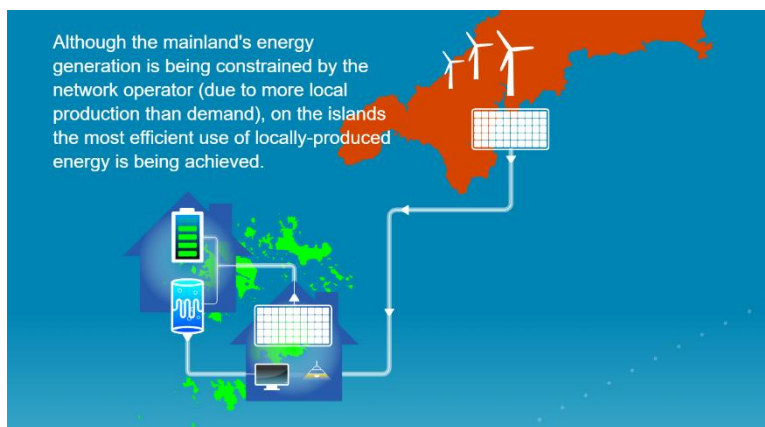 Although the mainland's energy
generation is being constrained by the
network operator (due to more local
production than demand), on the islands
the most efficient use of locally-produced
energy is being achieved.